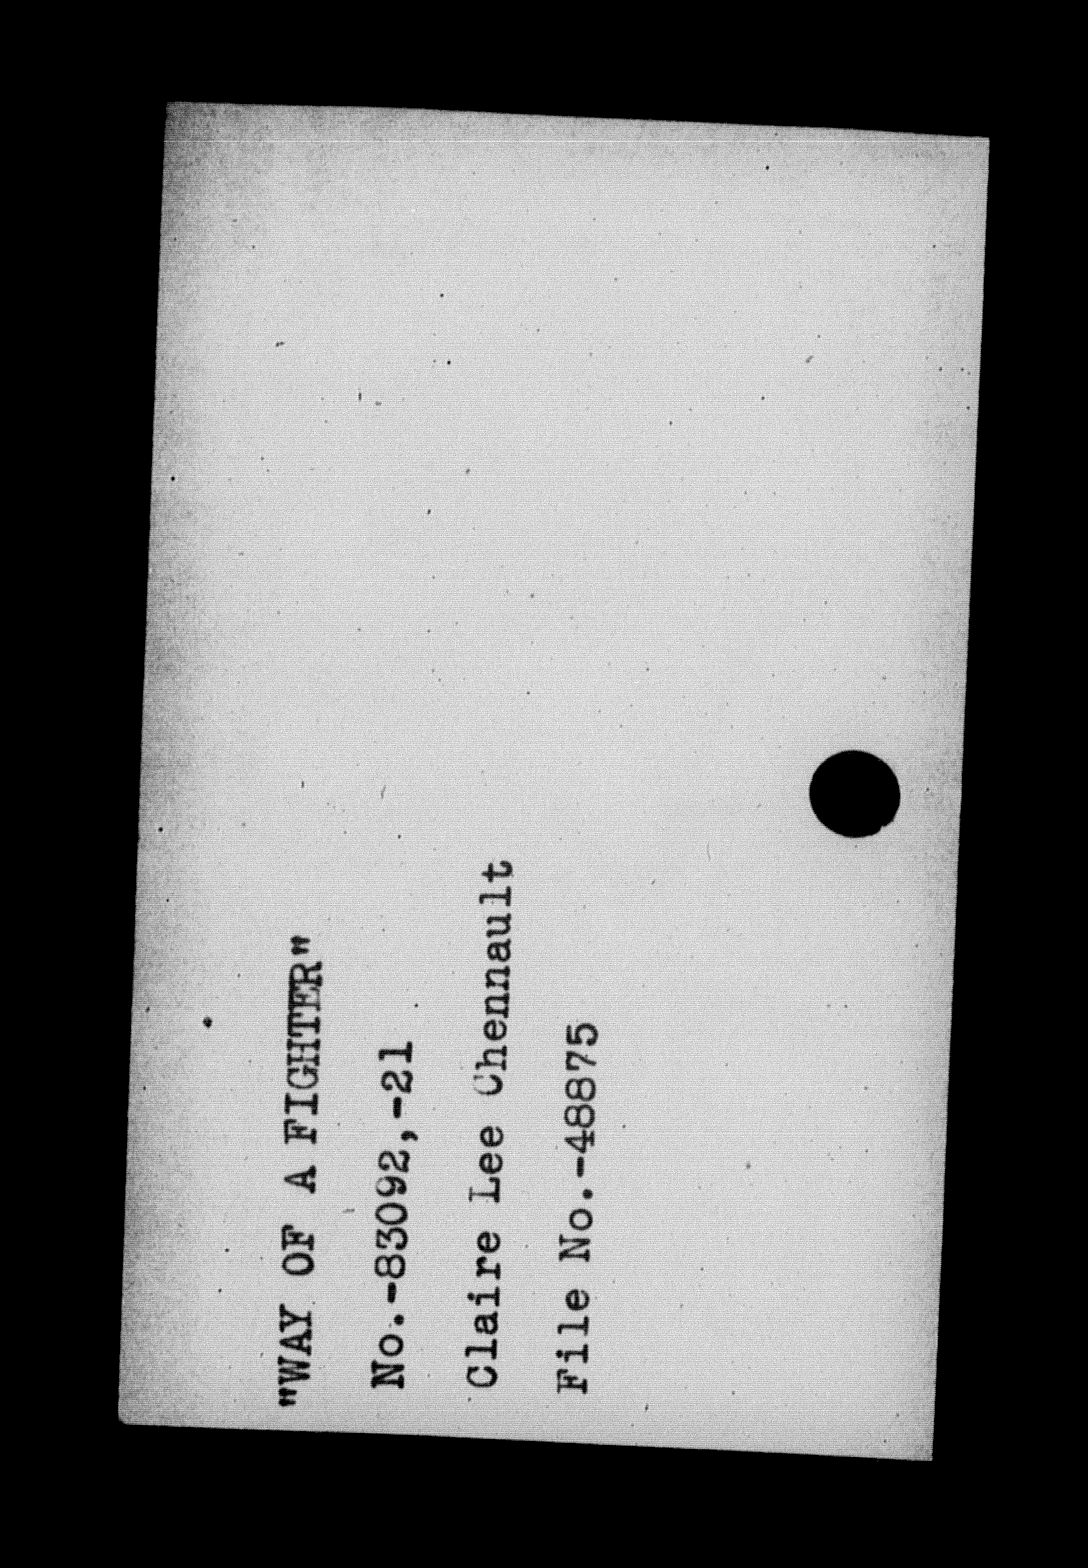 "WAY OF A FIGHTER"
No.-83092,-21
Claire Lee Chennault
File No.-48875